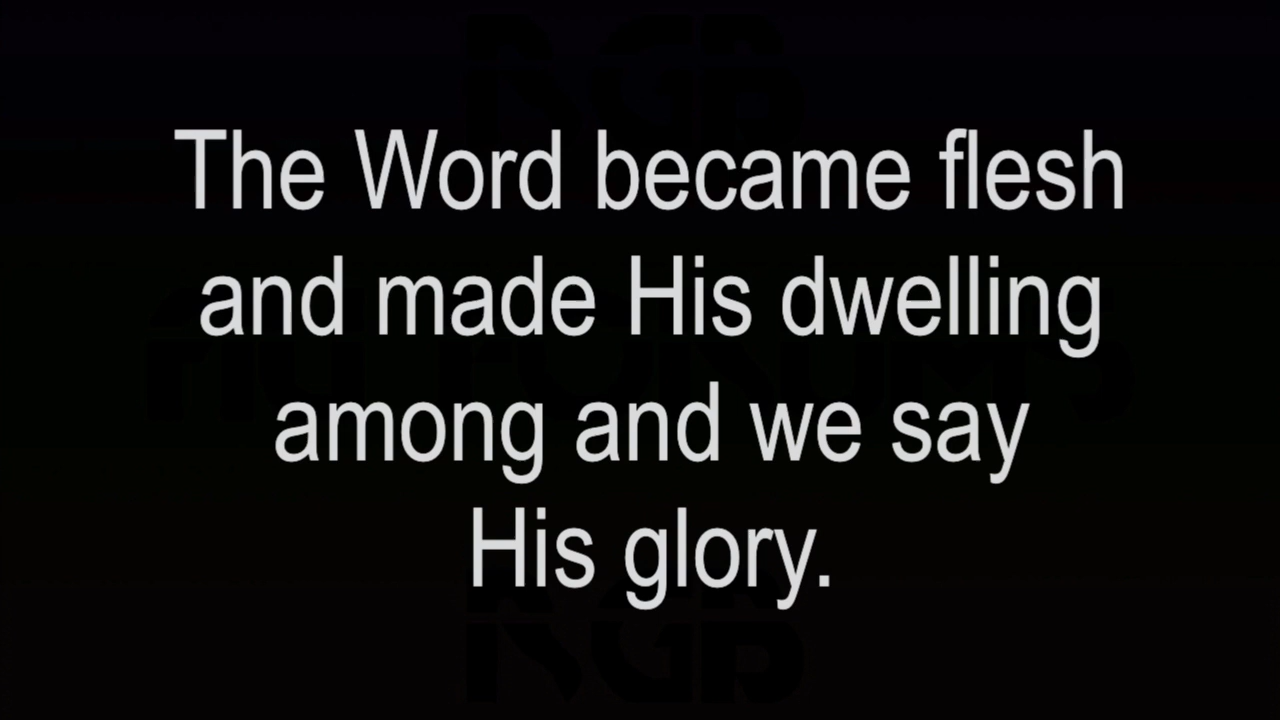 The Word became flesh
and made His dwelling
among and we say
His glory.